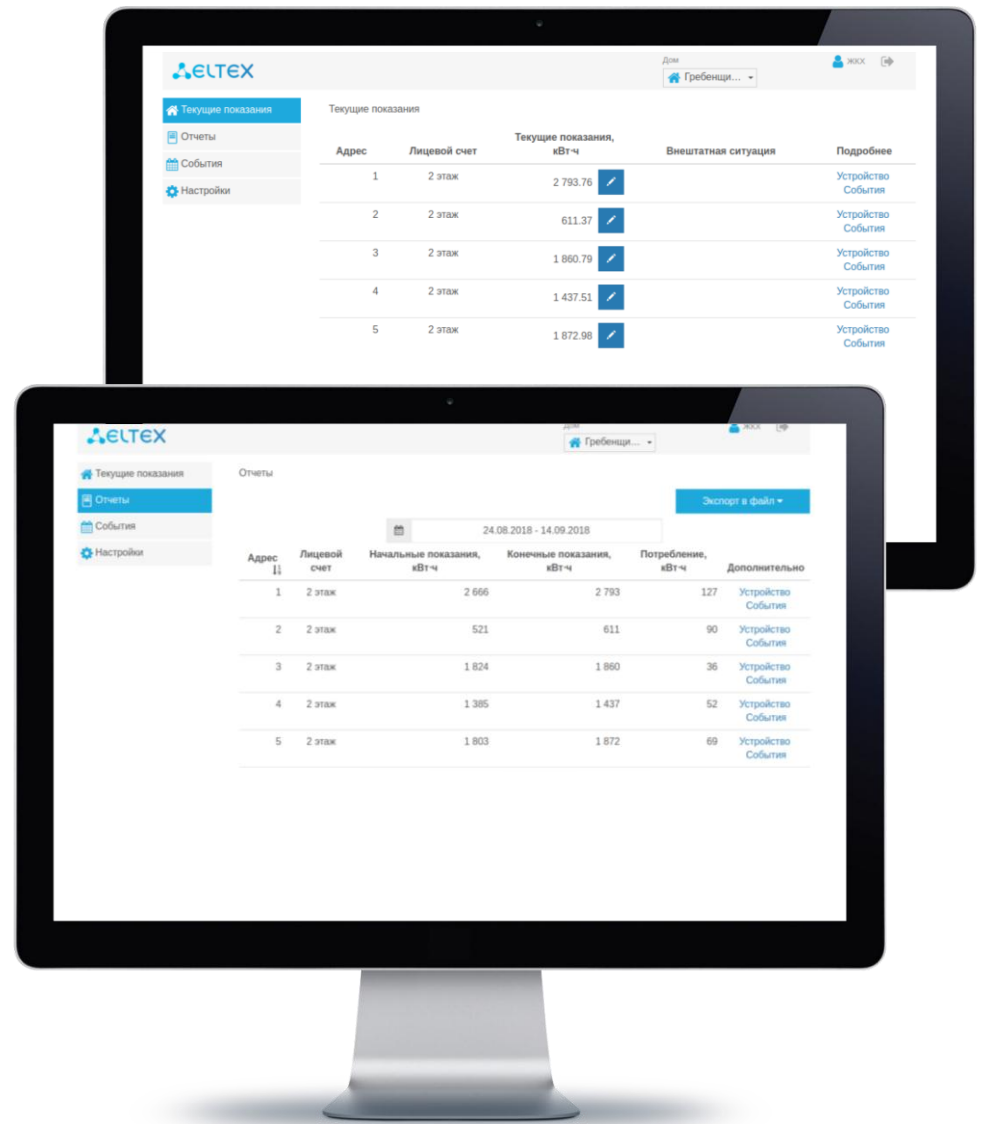 ELTEX
Дом
Гребенщи...
ЖКХ
Текущие показания
Отчеты
События
Настройки
Текущие показания
Адрес Лицевой счет Текущие показания, кВт·ч Внештатная ситуация Подробнее
1 2 этаж 2 793.76 Устройство
События
2 2 этаж 611.37 Устройство
События
3 2 этаж 1 860.79 Устройство
События
4 2 этаж 1 437.51 Устройство
События
5 2 этаж 1 872.98 Устройство
События
ELTEX
Дом
Гребенщи...
ЖКХ
Текущие показания
Отчеты
События
Настройки
Отчеты
Экспорт в файл
24.08.2018 - 14.09.2018
Адрес Лицевой счет Начальные показания, кВт·ч Конечные показания, кВт·ч Потребление, кВт·ч Дополнительно
1 2 этаж 2 666 2 793 127 Устройство
События
2 2 этаж 521 611 90 Устройство
События
3 2 этаж 1 824 1 860 36 Устройство
События
4 2 этаж 1 385 1 437 52 Устройство
События
5 2 этаж 1 803 1 872 69 Устройство
События